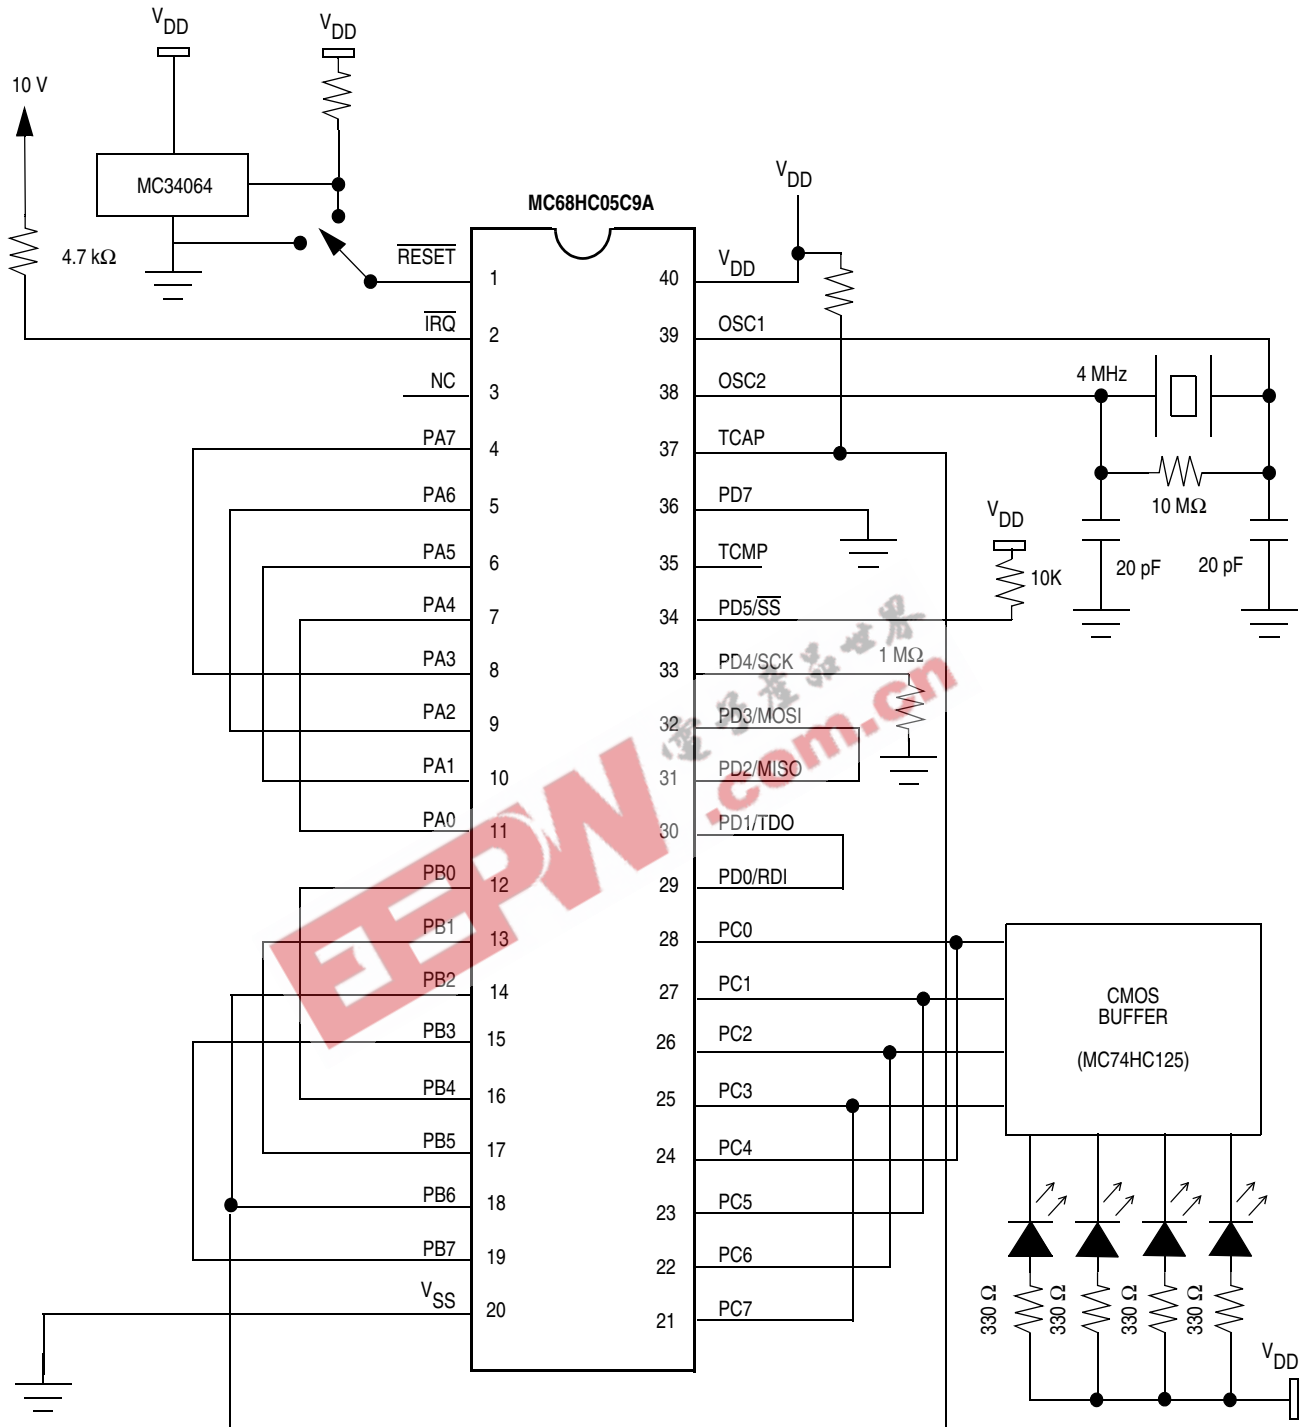 VDD
VDD
10 V
MC34064
4.7 kΩ
MC68HC05C9A
VDD
RESET
1
IRQ
2
NC
3
PA7
4
PA6
5
PA5
6
PA4
7
PA3
8
PA2
9
PA1
10
PA0
11
PB0
12
PB1
13
PB2
14
PB3
15
PB4
16
PB5
17
PB6
18
PB7
19
VSS
20
40
VDD
39
OSC1
38
OSC2
37
TCAP
36
PD7
35
TCMP
34
PD5/SS
33
PD4/SCK
32
PD3/MOSI
31
PD2/MISO
30
PD1/TDO
29
PD0/RDI
28
PC0
27
PC1
26
PC2
25
PC3
24
PC4
23
PC5
22
PC6
21
PC7
4 MHz
10 MΩ
20 pF
20 pF
VDD
10K
1 MΩ
CMOS
BUFFER
(MC74HC125)
330 Ω
330 Ω
330 Ω
330 Ω
VDD
EEPW
電子產品世界
.com.cn